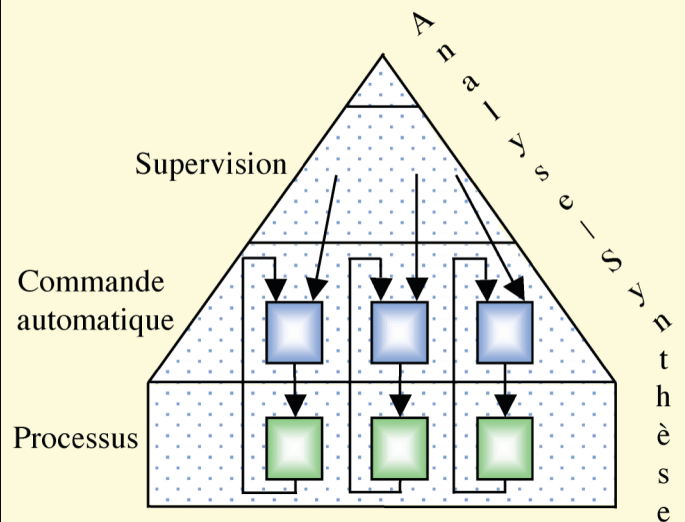 Analyse–Synthèse
Supervision
Commande
automatique
Processus